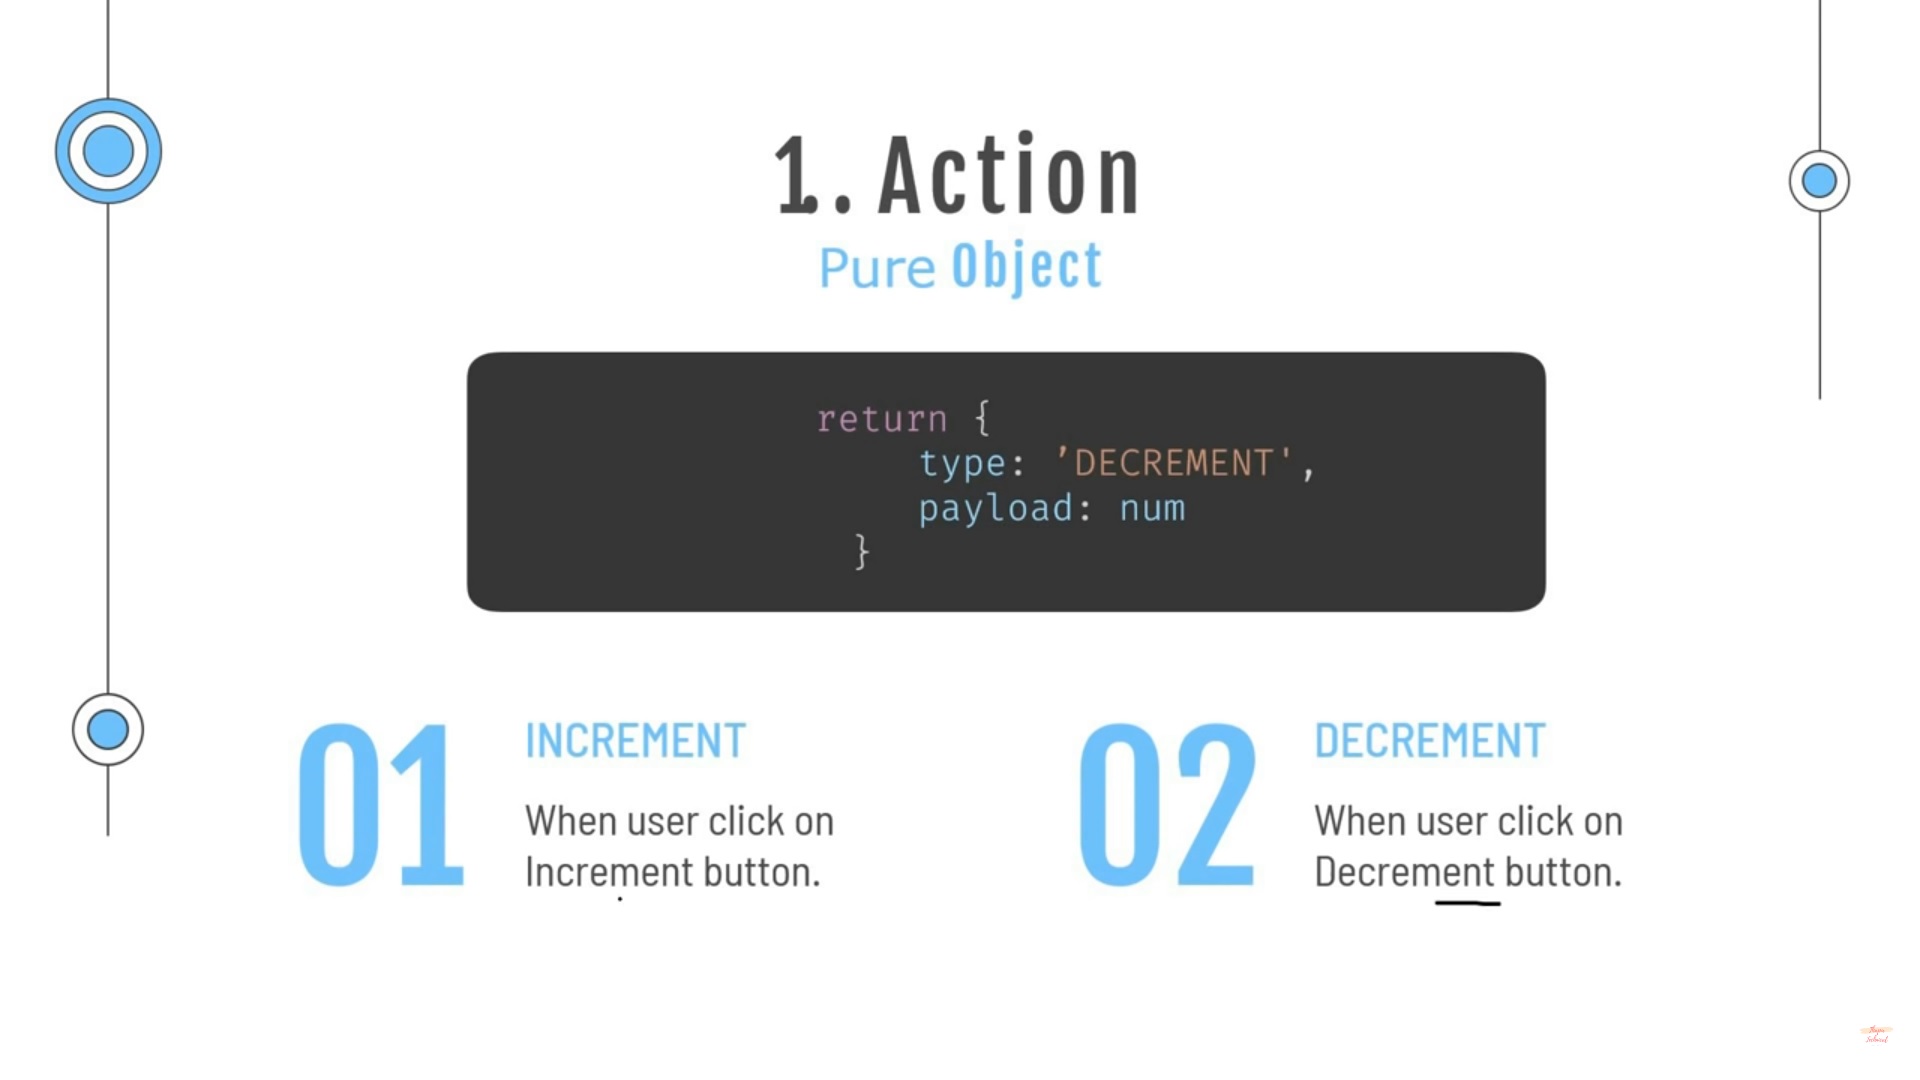 1. Action
Pure Object
return {
type: ’DECREMENT',
payload: num
}
01
INCREMENT
When user click on
Increment button.
02
DECREMENT
When user click on
Decrement button.